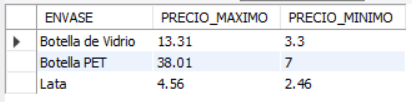 ENVASE PRECIO_MAXIMO PRECIO_MINIMO
Botella de Vidrio 13.31 3.3
Botella PET 38.01 7
Lata 4.56 2.46